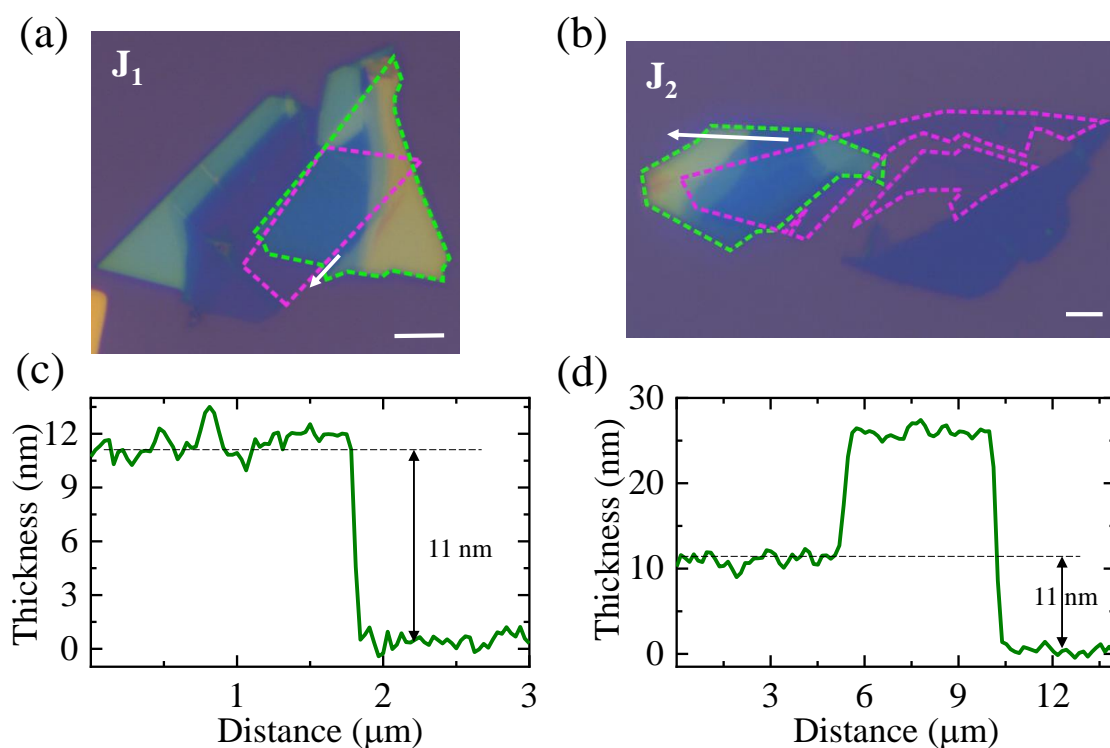 (a)
J1
(b)
J2
(c)
12
9
6
3
0
Thickness (nm)
11 nm
1
2
3
Distance (μm)
(d)
30
20
10
0
Thickness (nm)
11 nm
3
6
9
12
Distance (μm)